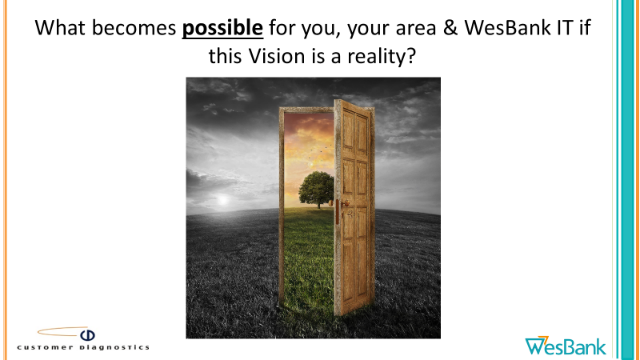 What becomes possible for you, your area & WesBank IT if
this Vision is a reality?
CUSTOMER DIAGNOSTICS
WesBank